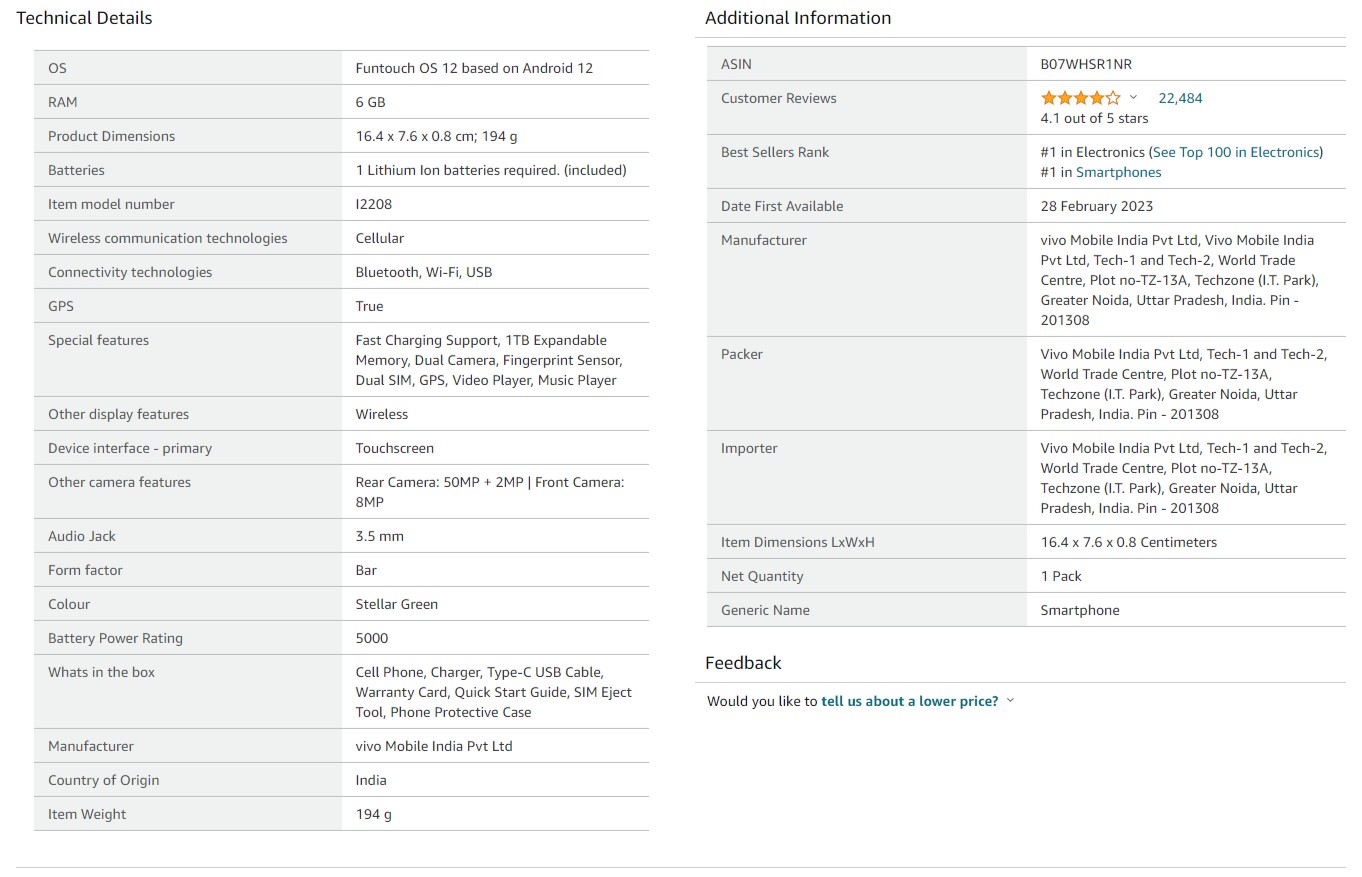 Technical Details
OS Funtouch OS 12 based on Android 12
RAM 6 GB
Product Dimensions 16.4 x 7.6 x 0.8 cm; 194 g
Batteries 1 Lithium Ion batteries required. (included)
Item model number I2208
Wireless communication technologies Cellular
Connectivity technologies Bluetooth, Wi-Fi, USB
GPS True
Special features Fast Charging Support, 1TB Expandable
Memory, Dual Camera, Fingerprint Sensor,
Dual SIM, GPS, Video Player, Music Player
Other display features Wireless
Device interface - primary Touchscreen
Other camera features Rear Camera: 50MP + 2MP | Front Camera:
8MP
Audio Jack 3.5 mm
Form factor Bar
Colour Stellar Green
Battery Power Rating 5000
Whats in the box Cell Phone, Charger, Type-C USB Cable,
Warranty Card, Quick Start Guide, SIM Eject
Tool, Phone Protective Case
Manufacturer vivo Mobile India Pvt Ltd
Country of Origin India
Item Weight 194 g
Additional Information
ASIN B07WHSR1NR
Customer Reviews 22,484
4.1 out of 5 stars
Best Sellers Rank #1 in Electronics (See Top 100 in Electronics)
#1 in Smartphones
Date First Available 28 February 2023
Manufacturer vivo Mobile India Pvt Ltd, Vivo Mobile India
Pvt Ltd, Tech-1 and Tech-2, World Trade
Centre, Plot no-TZ-13A, Techzone (I.T. Park),
Greater Noida, Uttar Pradesh, India. Pin -
201308
Packer Vivo Mobile India Pvt Ltd, Tech-1 and Tech-2,
World Trade Centre, Plot no-TZ-13A,
Techzone (I.T. Park), Greater Noida, Uttar
Pradesh, India. Pin - 201308
Importer Vivo Mobile India Pvt Ltd, Tech-1 and Tech-2,
World Trade Centre, Plot no-TZ-13A,
Techzone (I.T. Park), Greater Noida, Uttar
Pradesh, India. Pin - 201308
Item Dimensions LxWxH 16.4 x 7.6 x 0.8 Centimeters
Net Quantity 1 Pack
Generic Name Smartphone
Feedback
Would you like to tell us about a lower price?